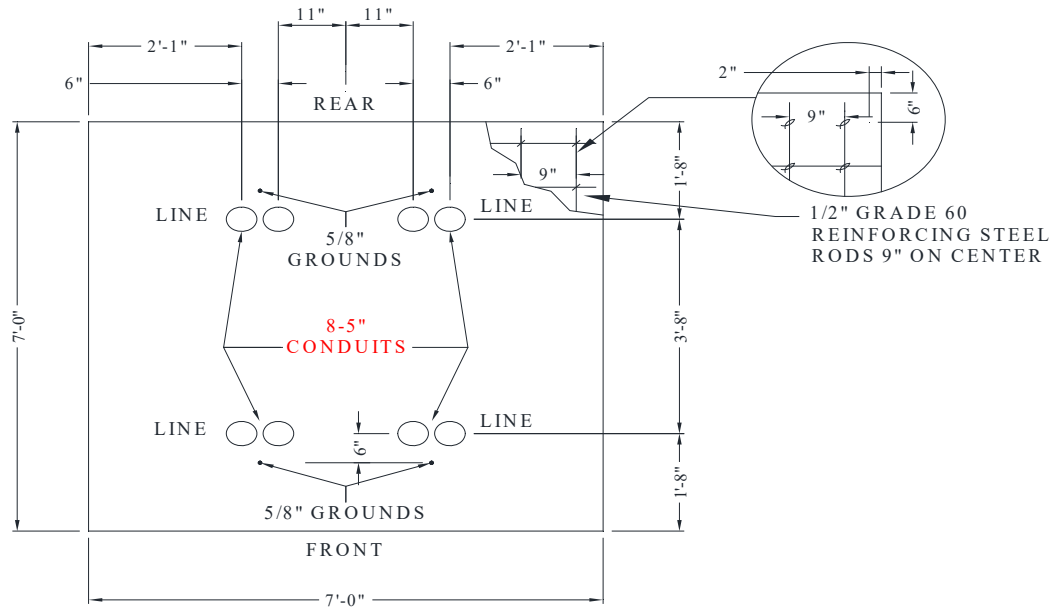 11" 11"
2'-1" 2'-1"
6" 6"
REAR
2"
9"
6"
9"
1'-8"
LINE LINE
5/8"
GROUNDS
1/2" GRADE 60
REINFORCING STEEL
RODS 9" ON CENTER
7'-0"
8-5"
CONDUITS
3'-8"
LINE LINE
6"
1'-8"
5/8" GROUNDS
FRONT
7'-0"